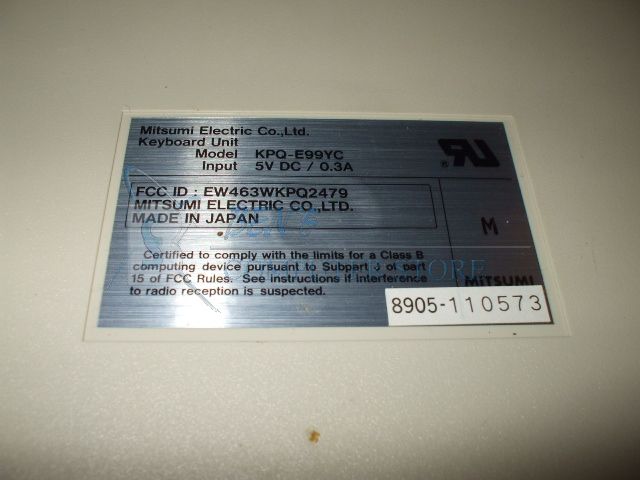 Mitsumi Electric Co.,Ltd.
Keyboard Unit
Model KPQ-E99YC
Input 5V DC / 0.3A
FCC ID : EW463WKPQ2479
MITSUMI ELECTRIC CO.,LTD.
MADE IN JAPAN
Certified to comply with the limits for a Class B
computing device pursuant to Subpart of part
15 of FCC Rules. See instructions if interference
to radio reception is suspected.
RU
®
M
MITSUMI
8905-110573